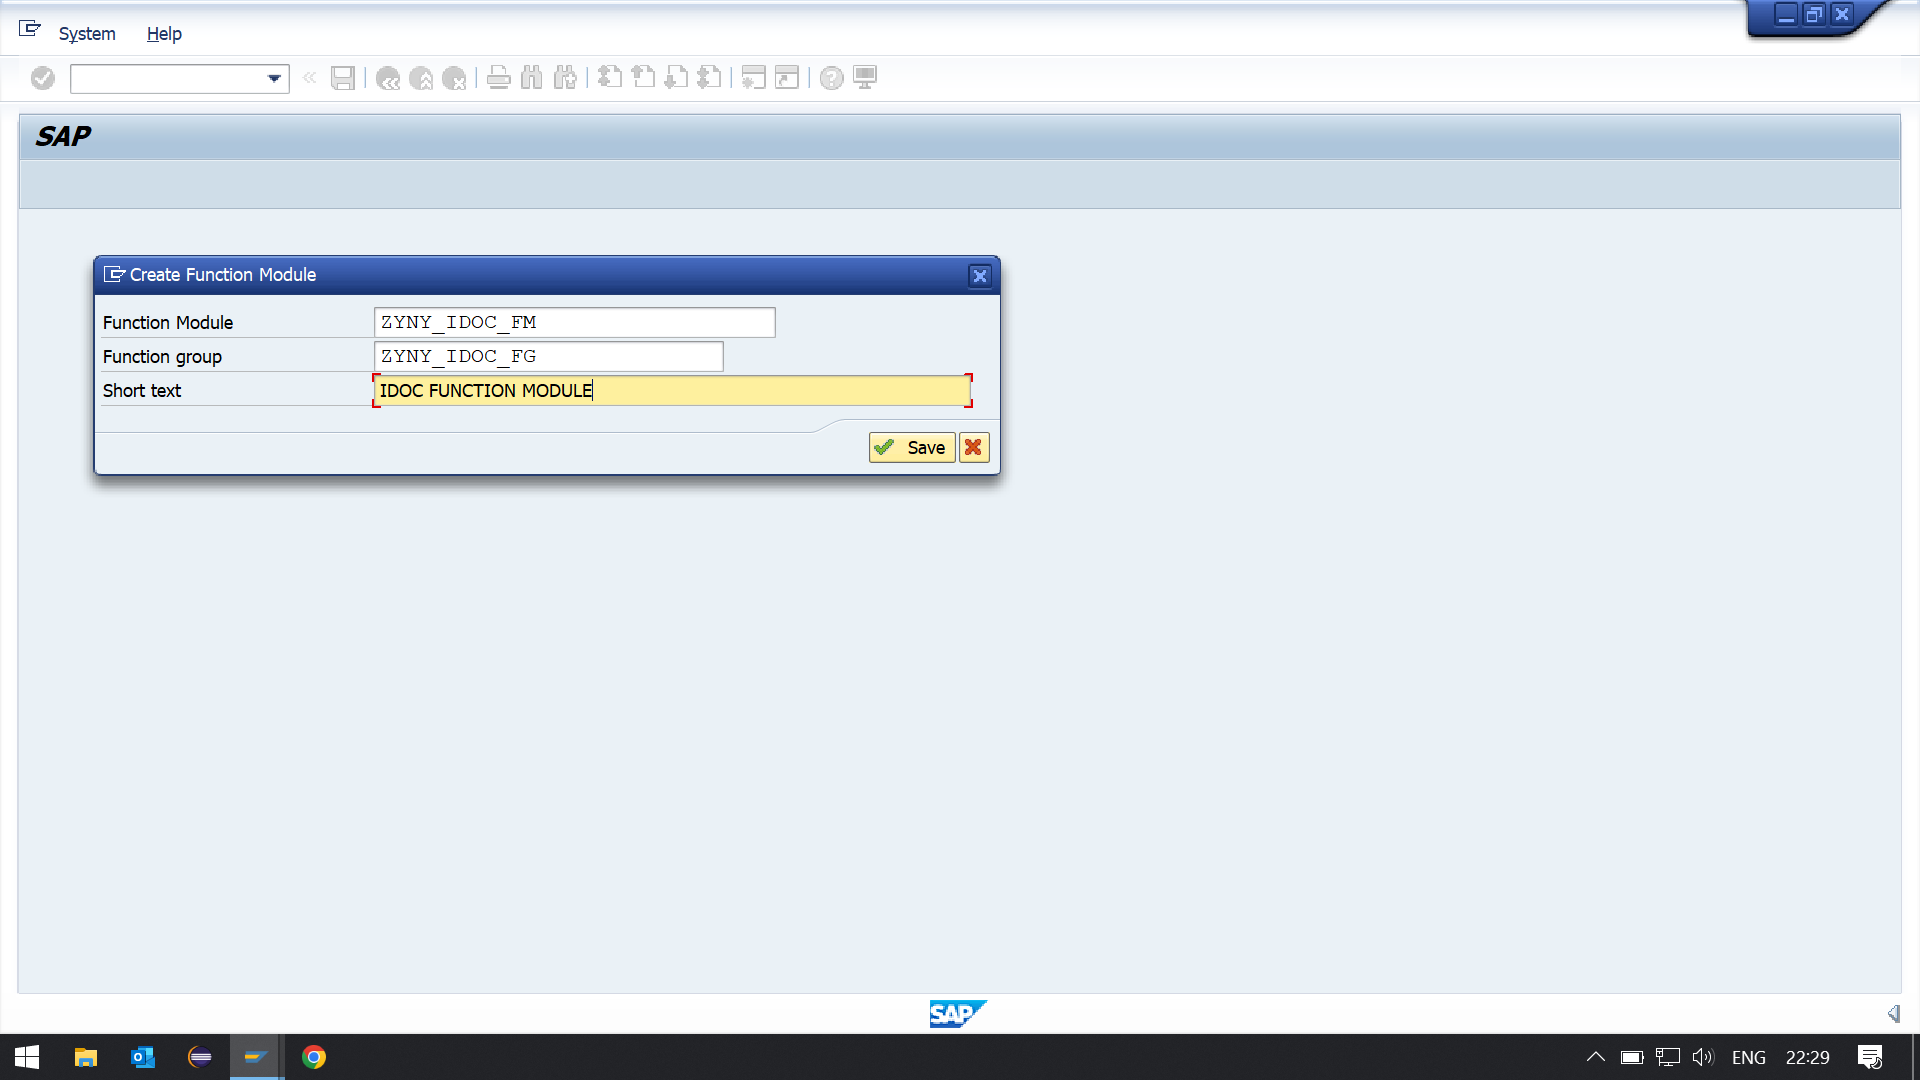 System Help
SAP
Create Function Module
Function Module ZYNY_IDOC_FM
Function group ZYNY_IDOC_FG
Short text IDOC FUNCTION MODULE
Save
SAP
ENG 22:29